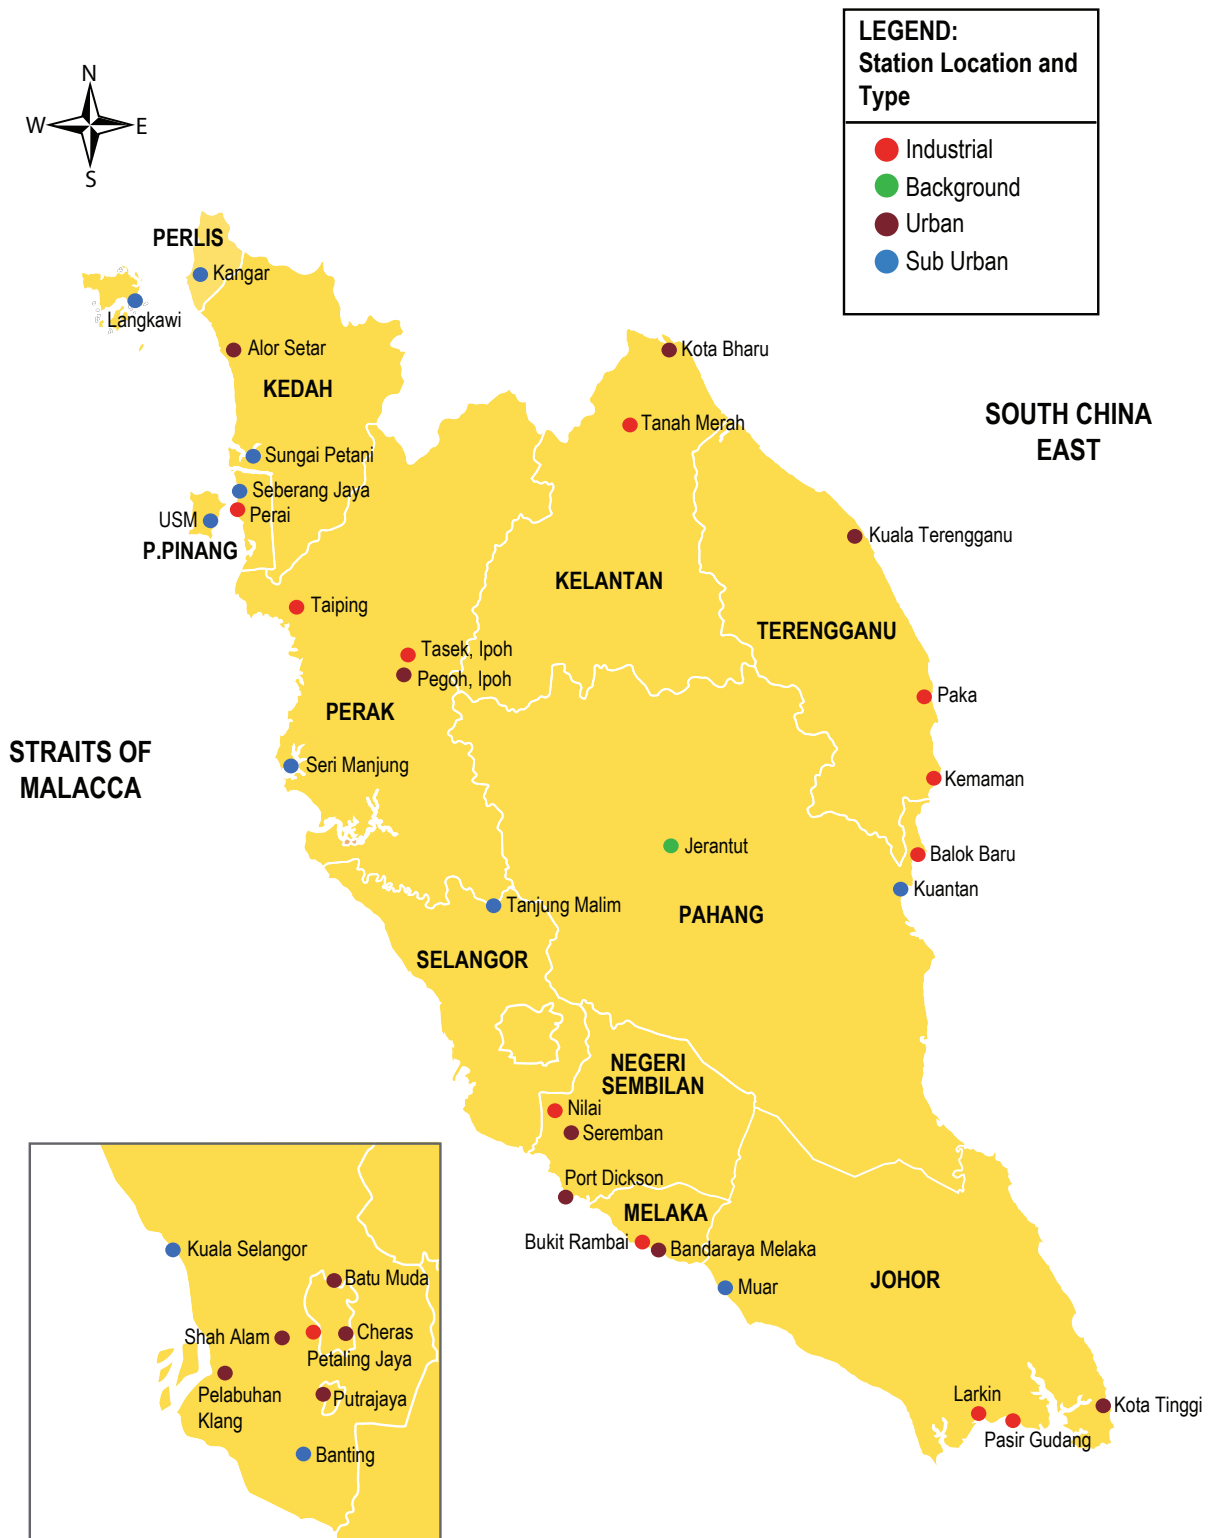 LEGEND:
Station Location and
Type
Industrial
Background
Urban
Sub Urban
N
W
E
S
PERLIS
Kangar
Langkawi
Alor Setar
KEDAH
Kota Bharu
Tanah Merah
SOUTH CHINA
EAST
Sungai Petani
Seberang Jaya
Perai
USM
P.PINANG
Kuala Terengganu
KELANTAN
Taiping
TERENGGANU
Tasek, Ipoh
Pegoh, Ipoh
PERAK
Paka
STRAITS OF
MALACCA
Seri Manjung
Kemaman
Jerantut
Balok Baru
Kuantan
Tanjung Malim
PAHANG
SELANGOR
NEGERI
SEMBILAN
Nilai
Seremban
Port Dickson
MELAKA
Bukit Rambai
Bandaraya Melaka
Muar
JOHOR
Kuala Selangor
Batu Muda
Shah Alam
Cheras
Petaling Jaya
Pelabuhan
Klang
Putrajaya
Banting
Larkin
Pasir Gudang
Kota Tinggi